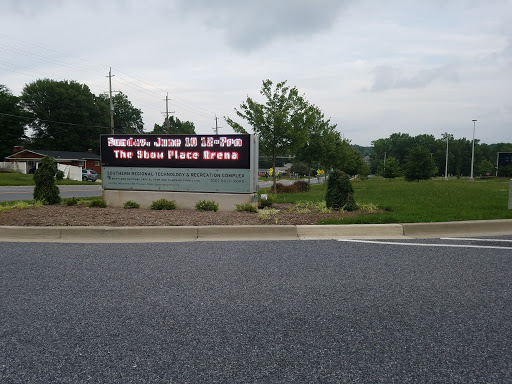 Sunday, June 10 12-7pm
The Show Place Arena
SOUTHERN REGIONAL TECHNOLOGY & RECREATION COMPLEX